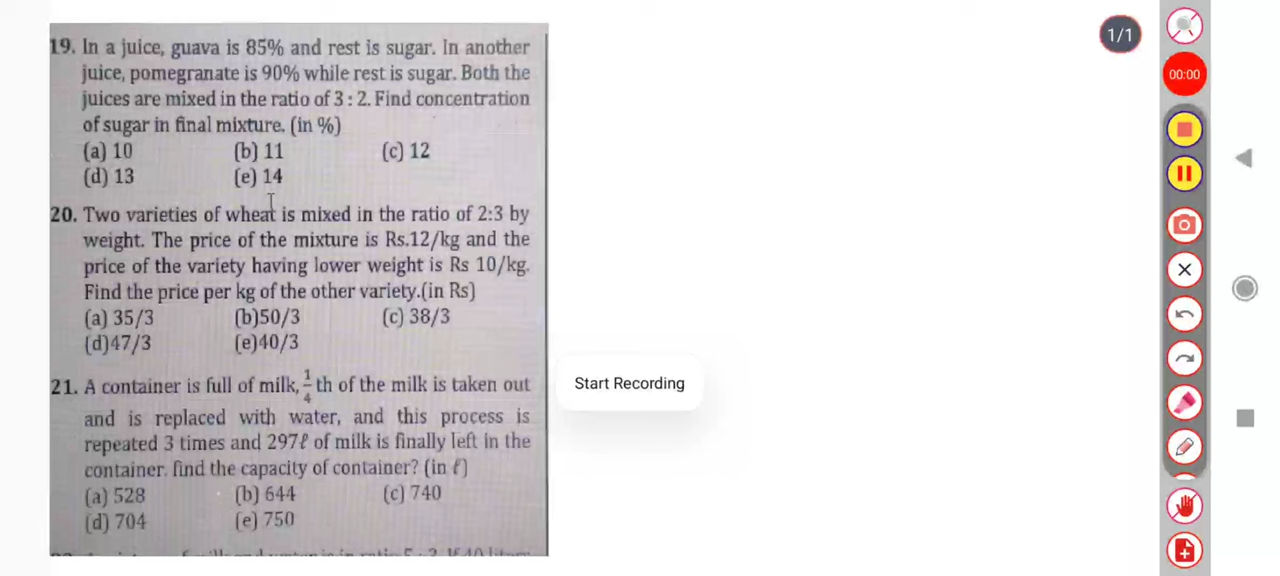 19. In a juice, guava is 85% and rest is sugar. In another
juice, pomegranate is 90% while rest is sugar. Both the
juices are mixed in the ratio of 3 : 2. Find concentration
of sugar in final mixture. (in %)
(a) 10 (b) 11 (c) 12
(d) 13 (e) 14
20. Two varieties of wheat is mixed in the ratio of 2:3 by
weight. The price of the mixture is Rs.12/kg and the
price of the variety having lower weight is Rs 10/kg.
Find the price per kg of the other variety.(in Rs)
(a) 35/3 (b)50/3 (c) 38/3
(d)47/3 (e)40/3
21. A container is full of milk, 1/4 th of the milk is taken out
and is replaced with water, and this process is
repeated 3 times and 297ℓ of milk is finally left in the
container. find the capacity of container? (in ℓ)
(a) 528 (b) 644 (c) 740
(d) 704 (e) 750
1/1
00:00
Start Recording